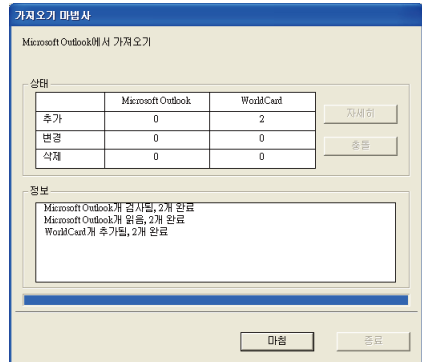 가져오기 마법사
Microsoft Outlook에서 가져오기
상태
Microsoft Outlook WorldCard
추가 0 2
변경 0 0
삭제 0 0
자세히
충돌
정보
Microsoft Outlook개 검사됨, 2개 완료
Microsoft Outlook개 읽음, 2개 완료
WorldCard개 추가됨, 2개 완료
마침
종료